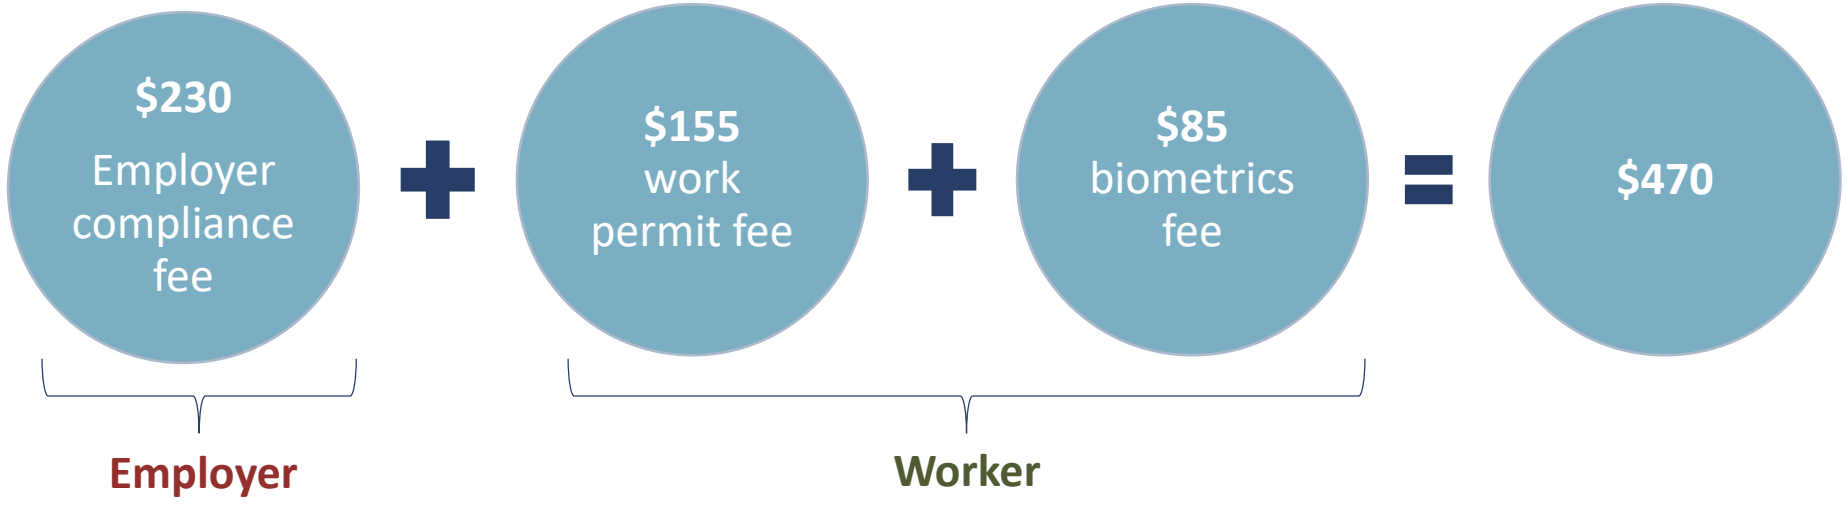 $230
Employer
compliance
fee
$155
work
permit fee
$85
biometrics
fee
$470
Employer
Worker